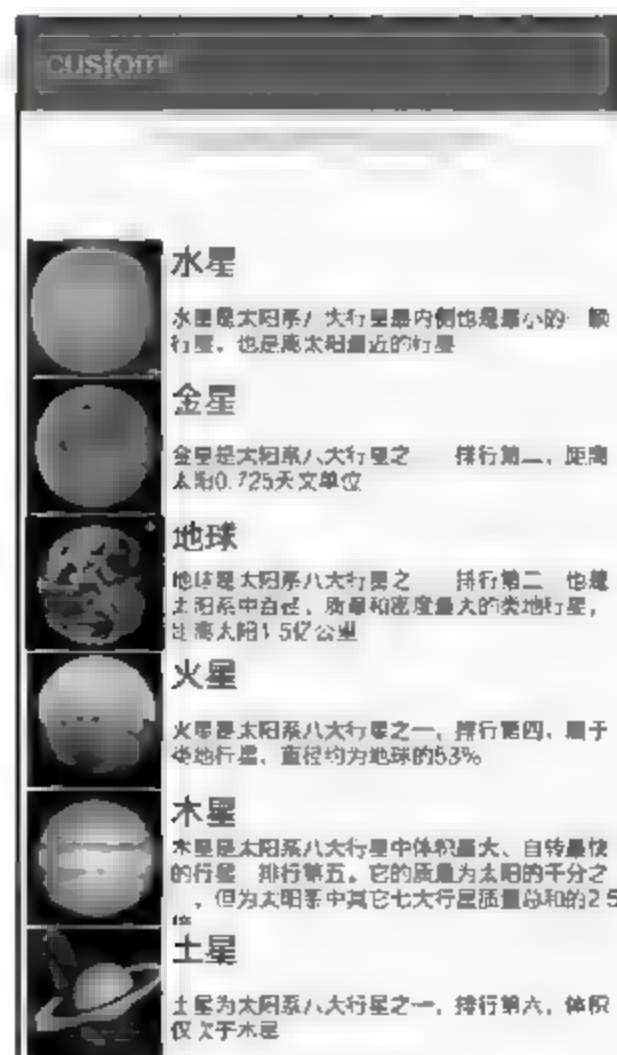 custom
水星
水星是太阳系八大行星最内侧也是最小的 颗
行星，也是离太阳最近的行星
金星
金星是太阳系八大行星之 排行第二，距离
太阳0.725天文单位
地球
地球是太阳系八大行星之 排行第三 也是
太阳系中直径、质量和密度最大的类地行星，
距离太阳1.5亿公里
火星
火星是太阳系八大行星之一，排行第四，属于
类地行星，直径约为地球的53%
木星
木星是太阳系八大行星中体积最大、自转最快
的行星 排行第五。它的质量为太阳的千分之
，但为太阳系中其它七大行星质量总和的2.5
倍
土星
土星为太阳系八大行星之一，排行第六，体积
仅次于木星